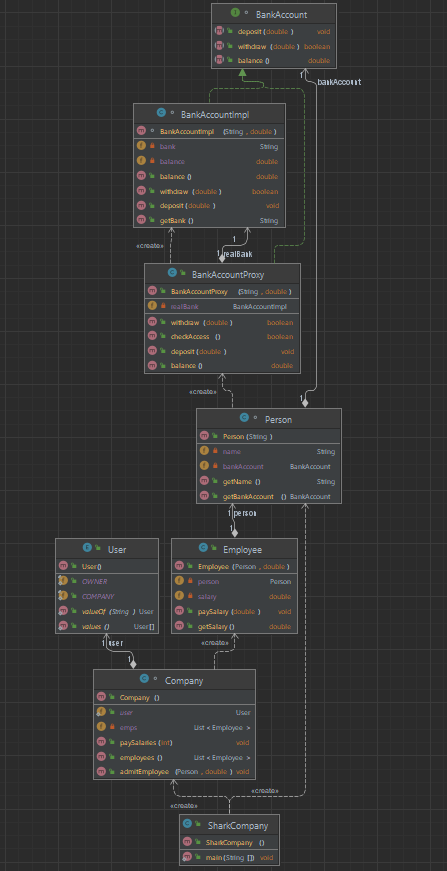 BankAccount
deposit (double) void
withdraw (double) boolean
balance () double
1
bankAccount
BankAccountImpl
BankAccountImpl (String, double)
bank String
balance double
balance () double
withdraw (double) boolean
deposit (double) void
getBank () String
«create»
1
realBank
1
BankAccountProxy
BankAccountProxy (String, double)
realBank BankAccountImpl
withdraw (double) boolean
checkAccess () boolean
deposit (double) void
balance () double
«create»
1
Person
Person (String)
name String
bankAccount BankAccount
getName () String
getBankAccount () BankAccount
1 person
1
User
User()
OWNER
COMPANY
valueOf (String) User
values () User[]
Employee
Employee (Person, double)
person Person
salary double
paySalary (double) void
getSalary() double
1 user
1
«create»
Company
Company ()
user User
emps List < Employee >
paySalaries (int) void
employees () List < Employee >
admitEmployee (Person, double) void
«create»
«create»
SharkCompany
SharkCompany ()
main (String []) void